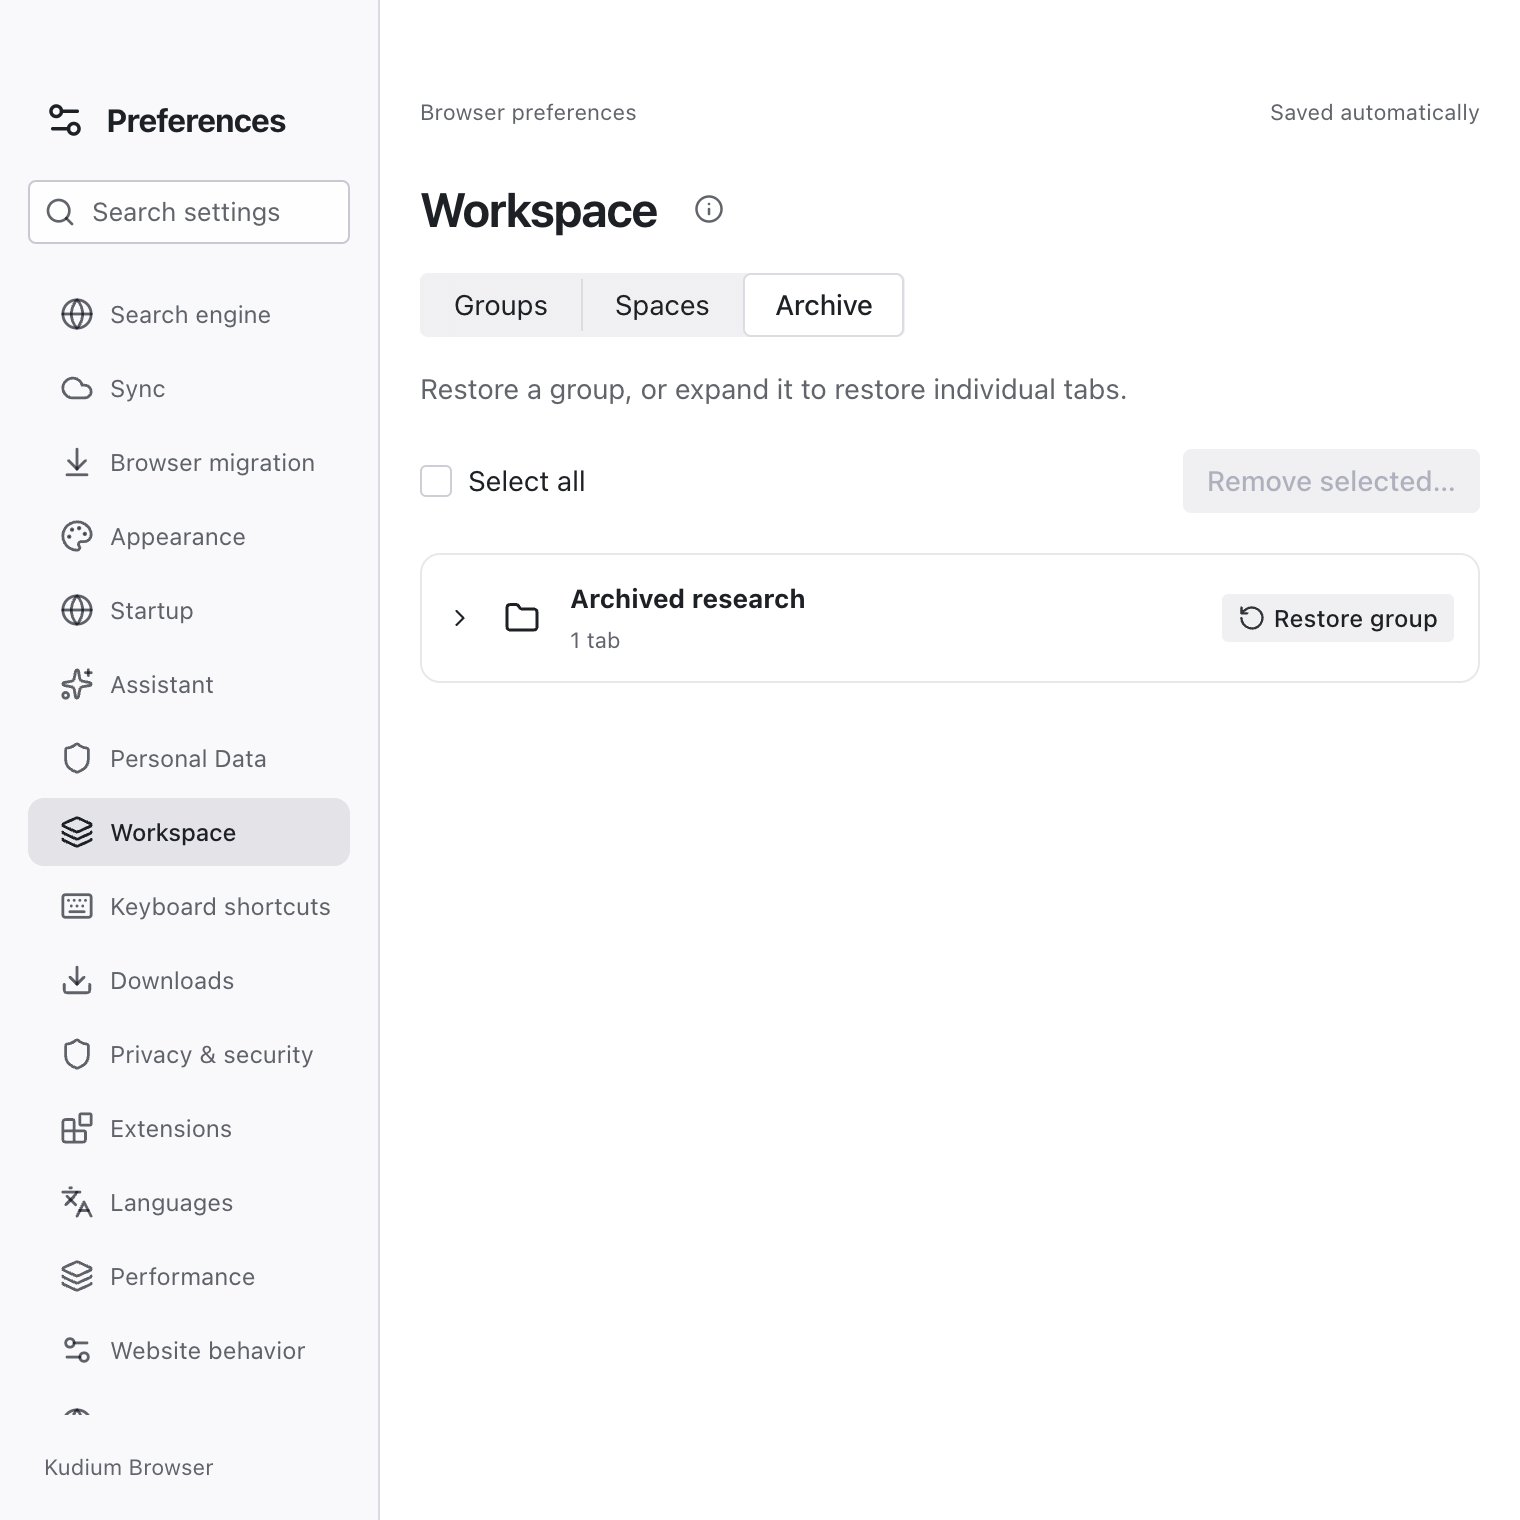 Preferences
Search settings
Search engine
Sync
Browser migration
Appearance
Startup
Assistant
Personal Data
Workspace
Keyboard shortcuts
Downloads
Privacy & security
Extensions
Languages
Performance
Website behavior
Kudium Browser
Browser preferences
Saved automatically
Workspace
Groups
Spaces
Archive
Restore a group, or expand it to restore individual tabs.
Select all
Remove selected...
Archived research
1 tab
Restore group